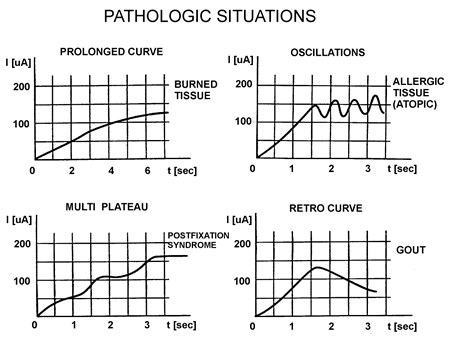 PATHOLOGIC SITUATIONS
PROLONGED CURVE
I [uA]
200
100
0 2 4 6 t [sec]
BURNED
TISSUE
OSCILLATIONS
I [uA]
200
100
0 1 2 3 t [sec]
ALLERGIC
TISSUE
(ATOPIC)
MULTI PLATEAU
I [uA]
200
100
0 1 2 3 t [sec]
POSTFIXATION
SYNDROME
RETRO CURVE
I [uA]
200
100
0 1 2 3 t [sec]
GOUT